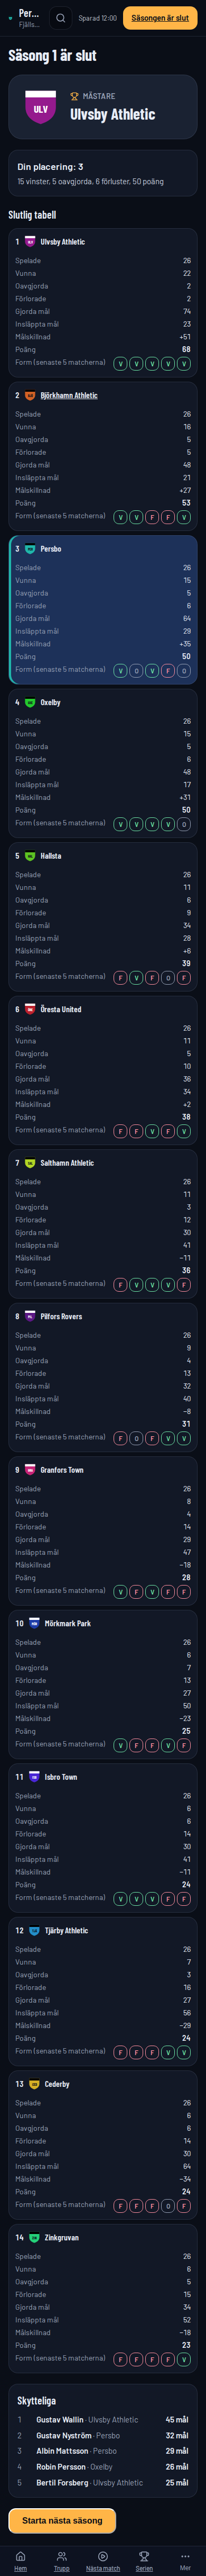 Per...
Fjälls...
Sparad 12:00
Säsongen är slut
Säsong 1 är slut
ULV
MÄSTARE
Ulvsby Athletic
Din placering: 3
15 vinster, 5 oavgjorda, 6 förluster, 50 poäng
Slutlig tabell
1 Ulvsby Athletic
Spelade 26
Vunna 22
Oavgjorda 2
Förlorade 2
Gjorda mål 74
Insläppta mål 23
Målskillnad +51
Poäng 68
Form (senaste 5 matcherna) V V V V V
2 Björkhamn Athletic
Spelade 26
Vunna 16
Oavgjorda 5
Förlorade 5
Gjorda mål 48
Insläppta mål 21
Målskillnad +27
Poäng 53
Form (senaste 5 matcherna) V V F F V
3 Persbo
Spelade 26
Vunna 15
Oavgjorda 5
Förlorade 6
Gjorda mål 64
Insläppta mål 29
Målskillnad +35
Poäng 50
Form (senaste 5 matcherna) V O V F O
4 Oxelby
Spelade 26
Vunna 15
Oavgjorda 5
Förlorade 6
Gjorda mål 48
Insläppta mål 17
Målskillnad +31
Poäng 50
Form (senaste 5 matcherna) V V V V O
5 Hallsta
Spelade 26
Vunna 11
Oavgjorda 6
Förlorade 9
Gjorda mål 34
Insläppta mål 28
Målskillnad +6
Poäng 39
Form (senaste 5 matcherna) F V F O F
6 Öresta United
Spelade 26
Vunna 11
Oavgjorda 5
Förlorade 10
Gjorda mål 36
Insläppta mål 34
Målskillnad +2
Poäng 38
Form (senaste 5 matcherna) F F V F V
7 Salthamn Athletic
Spelade 26
Vunna 11
Oavgjorda 3
Förlorade 12
Gjorda mål 30
Insläppta mål 41
Målskillnad −11
Poäng 36
Form (senaste 5 matcherna) F V V V F
8 Pilfors Rovers
Spelade 26
Vunna 9
Oavgjorda 4
Förlorade 13
Gjorda mål 32
Insläppta mål 40
Målskillnad −8
Poäng 31
Form (senaste 5 matcherna) F O F V V
9 Granfors Town
Spelade 26
Vunna 8
Oavgjorda 4
Förlorade 14
Gjorda mål 29
Insläppta mål 47
Målskillnad −18
Poäng 28
Form (senaste 5 matcherna) V F V F F
10 Mörkmark Park
Spelade 26
Vunna 6
Oavgjorda 7
Förlorade 13
Gjorda mål 27
Insläppta mål 50
Målskillnad −23
Poäng 25
Form (senaste 5 matcherna) V F F V F
11 Isbro Town
Spelade 26
Vunna 6
Oavgjorda 6
Förlorade 14
Gjorda mål 30
Insläppta mål 41
Målskillnad −11
Poäng 24
Form (senaste 5 matcherna) V V V F F
12 Tjärby Athletic
Spelade 26
Vunna 7
Oavgjorda 3
Förlorade 16
Gjorda mål 27
Insläppta mål 56
Målskillnad −29
Poäng 24
Form (senaste 5 matcherna) F F F V V
13 Cederby
Spelade 26
Vunna 6
Oavgjorda 6
Förlorade 14
Gjorda mål 30
Insläppta mål 64
Målskillnad −34
Poäng 24
Form (senaste 5 matcherna) F F F O F
14 Zinkgruvan
Spelade 26
Vunna 6
Oavgjorda 5
Förlorade 15
Gjorda mål 34
Insläppta mål 52
Målskillnad −18
Poäng 23
Form (senaste 5 matcherna) F F F F V
Skytteliga
1 Gustav Wallin · Ulvsby Athletic 45 mål
2 Gustav Nyström · Persbo 32 mål
3 Albin Mattsson · Persbo 29 mål
4 Robin Persson · Oxelby 28 mål
5 Bertil Forsberg · Ulvsby Athletic 25 mål
Starta nästa säsong
Hem
Trupp
Nästa match
Serien
Mer